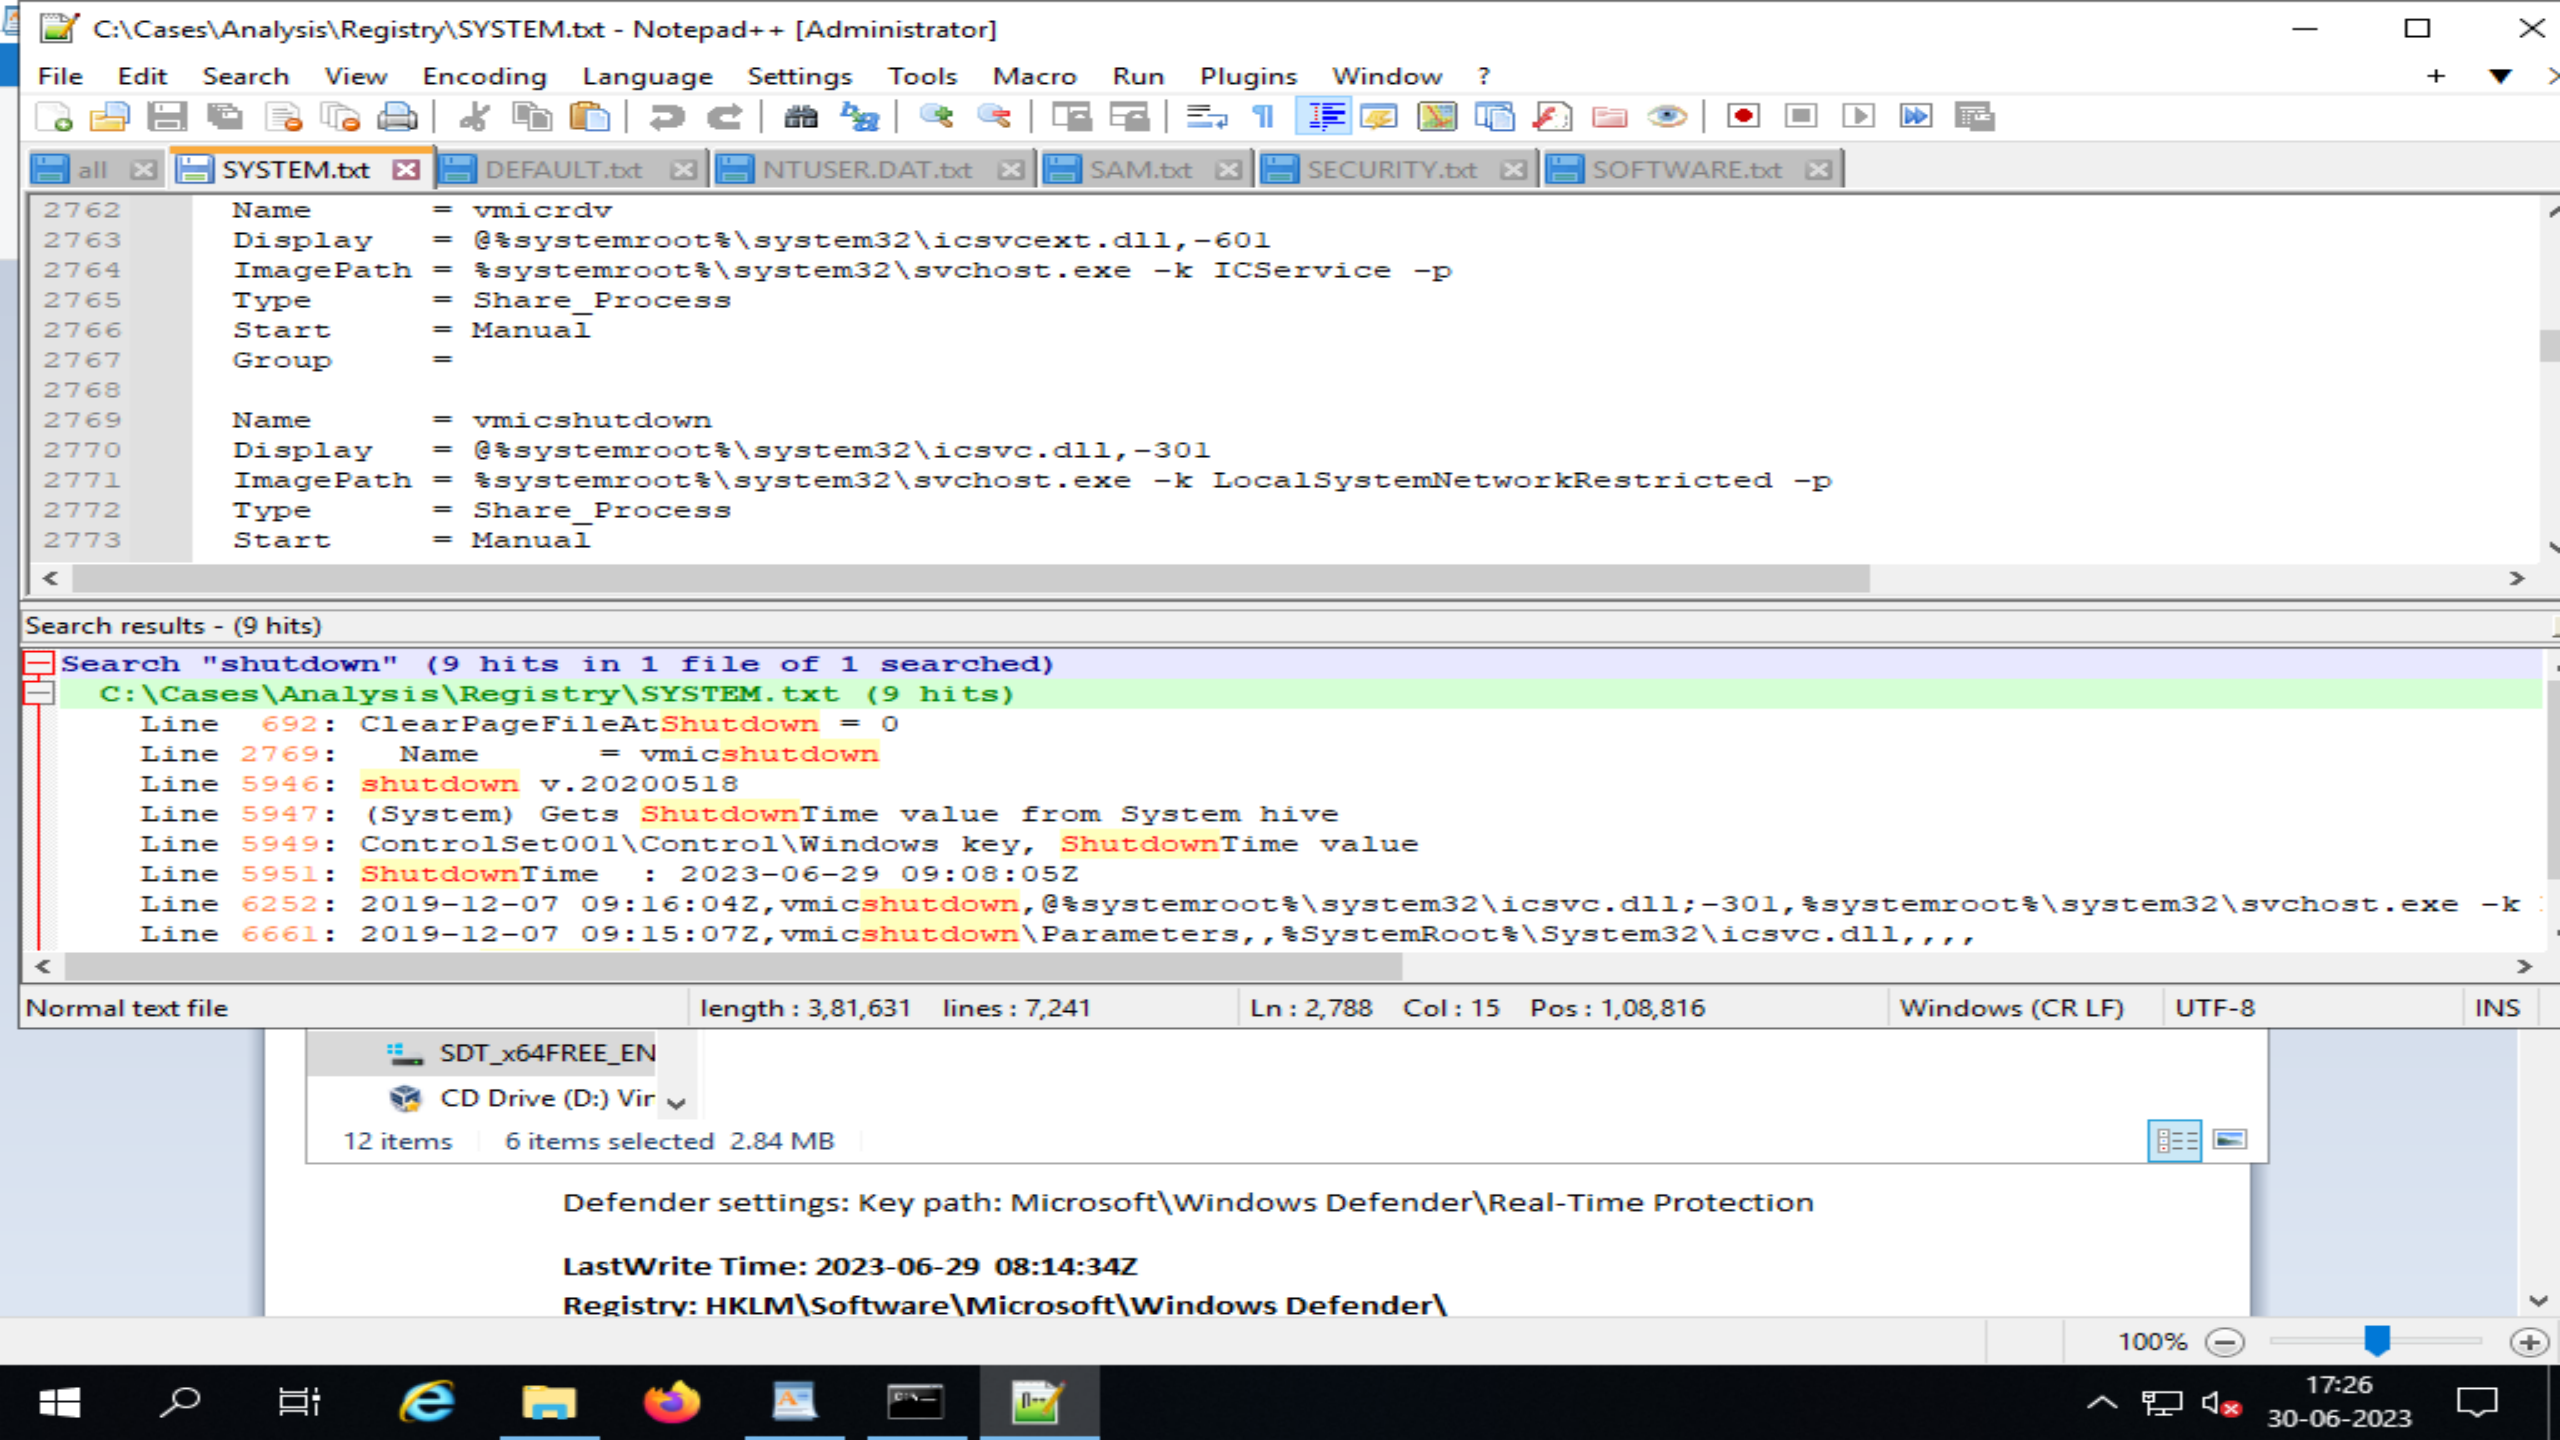 C:\Cases\Analysis\Registry\SYSTEM.txt - Notepad++ [Administrator]
File Edit Search View Encoding Language Settings Tools Macro Run Plugins Window ?
all SYSTEM.txt DEFAULT.txt NTUSER.DAT.txt SAM.txt SECURITY.txt SOFTWARE.txt
2762 Name = vmicrdv
2763 Display = @%systemroot%\system32\icsvcext.dll,-601
2764 ImagePath = %systemroot%\system32\svchost.exe -k ICService -p
2765 Type = Share_Process
2766 Start = Manual
2767 Group =
2768
2769 Name = vmicshutdown
2770 Display = @%systemroot%\system32\icsvc.dll,-301
2771 ImagePath = %systemroot%\system32\svchost.exe -k LocalSystemNetworkRestricted -p
2772 Type = Share_Process
2773 Start = Manual
Search results - (9 hits)
Search "shutdown" (9 hits in 1 file of 1 searched)
C:\Cases\Analysis\Registry\SYSTEM.txt (9 hits)
Line 692: ClearPageFileAtShutdown = 0
Line 2769: Name = vmicshutdown
Line 5946: shutdown v.20200518
Line 5947: (System) Gets ShutdownTime value from System hive
Line 5949: ControlSet001\Control\Windows key, ShutdownTime value
Line 5951: ShutdownTime : 2023-06-29 09:08:05Z
Line 6252: 2019-12-07 09:16:04Z,vmicshutdown,@%systemroot%\system32\icsvc.dll;-301,%systemroot%\system32\svchost.exe -k
Line 6661: 2019-12-07 09:15:07Z,vmicshutdown\Parameters,,%SystemRoot%\System32\icsvc.dll,,,,
Normal text file length : 3,81,631 lines : 7,241 Ln : 2,788 Col : 15 Pos : 1,08,816 Windows (CR LF) UTF-8 INS
SDT_x64FREE_EN
CD Drive (D:) Vir
12 items 6 items selected 2.84 MB
Defender settings: Key path: Microsoft\Windows Defender\Real-Time Protection
LastWrite Time: 2023-06-29 08:14:34Z
Registry: HKLM\Software\Microsoft\Windows Defender\
100%
17:26
30-06-2023